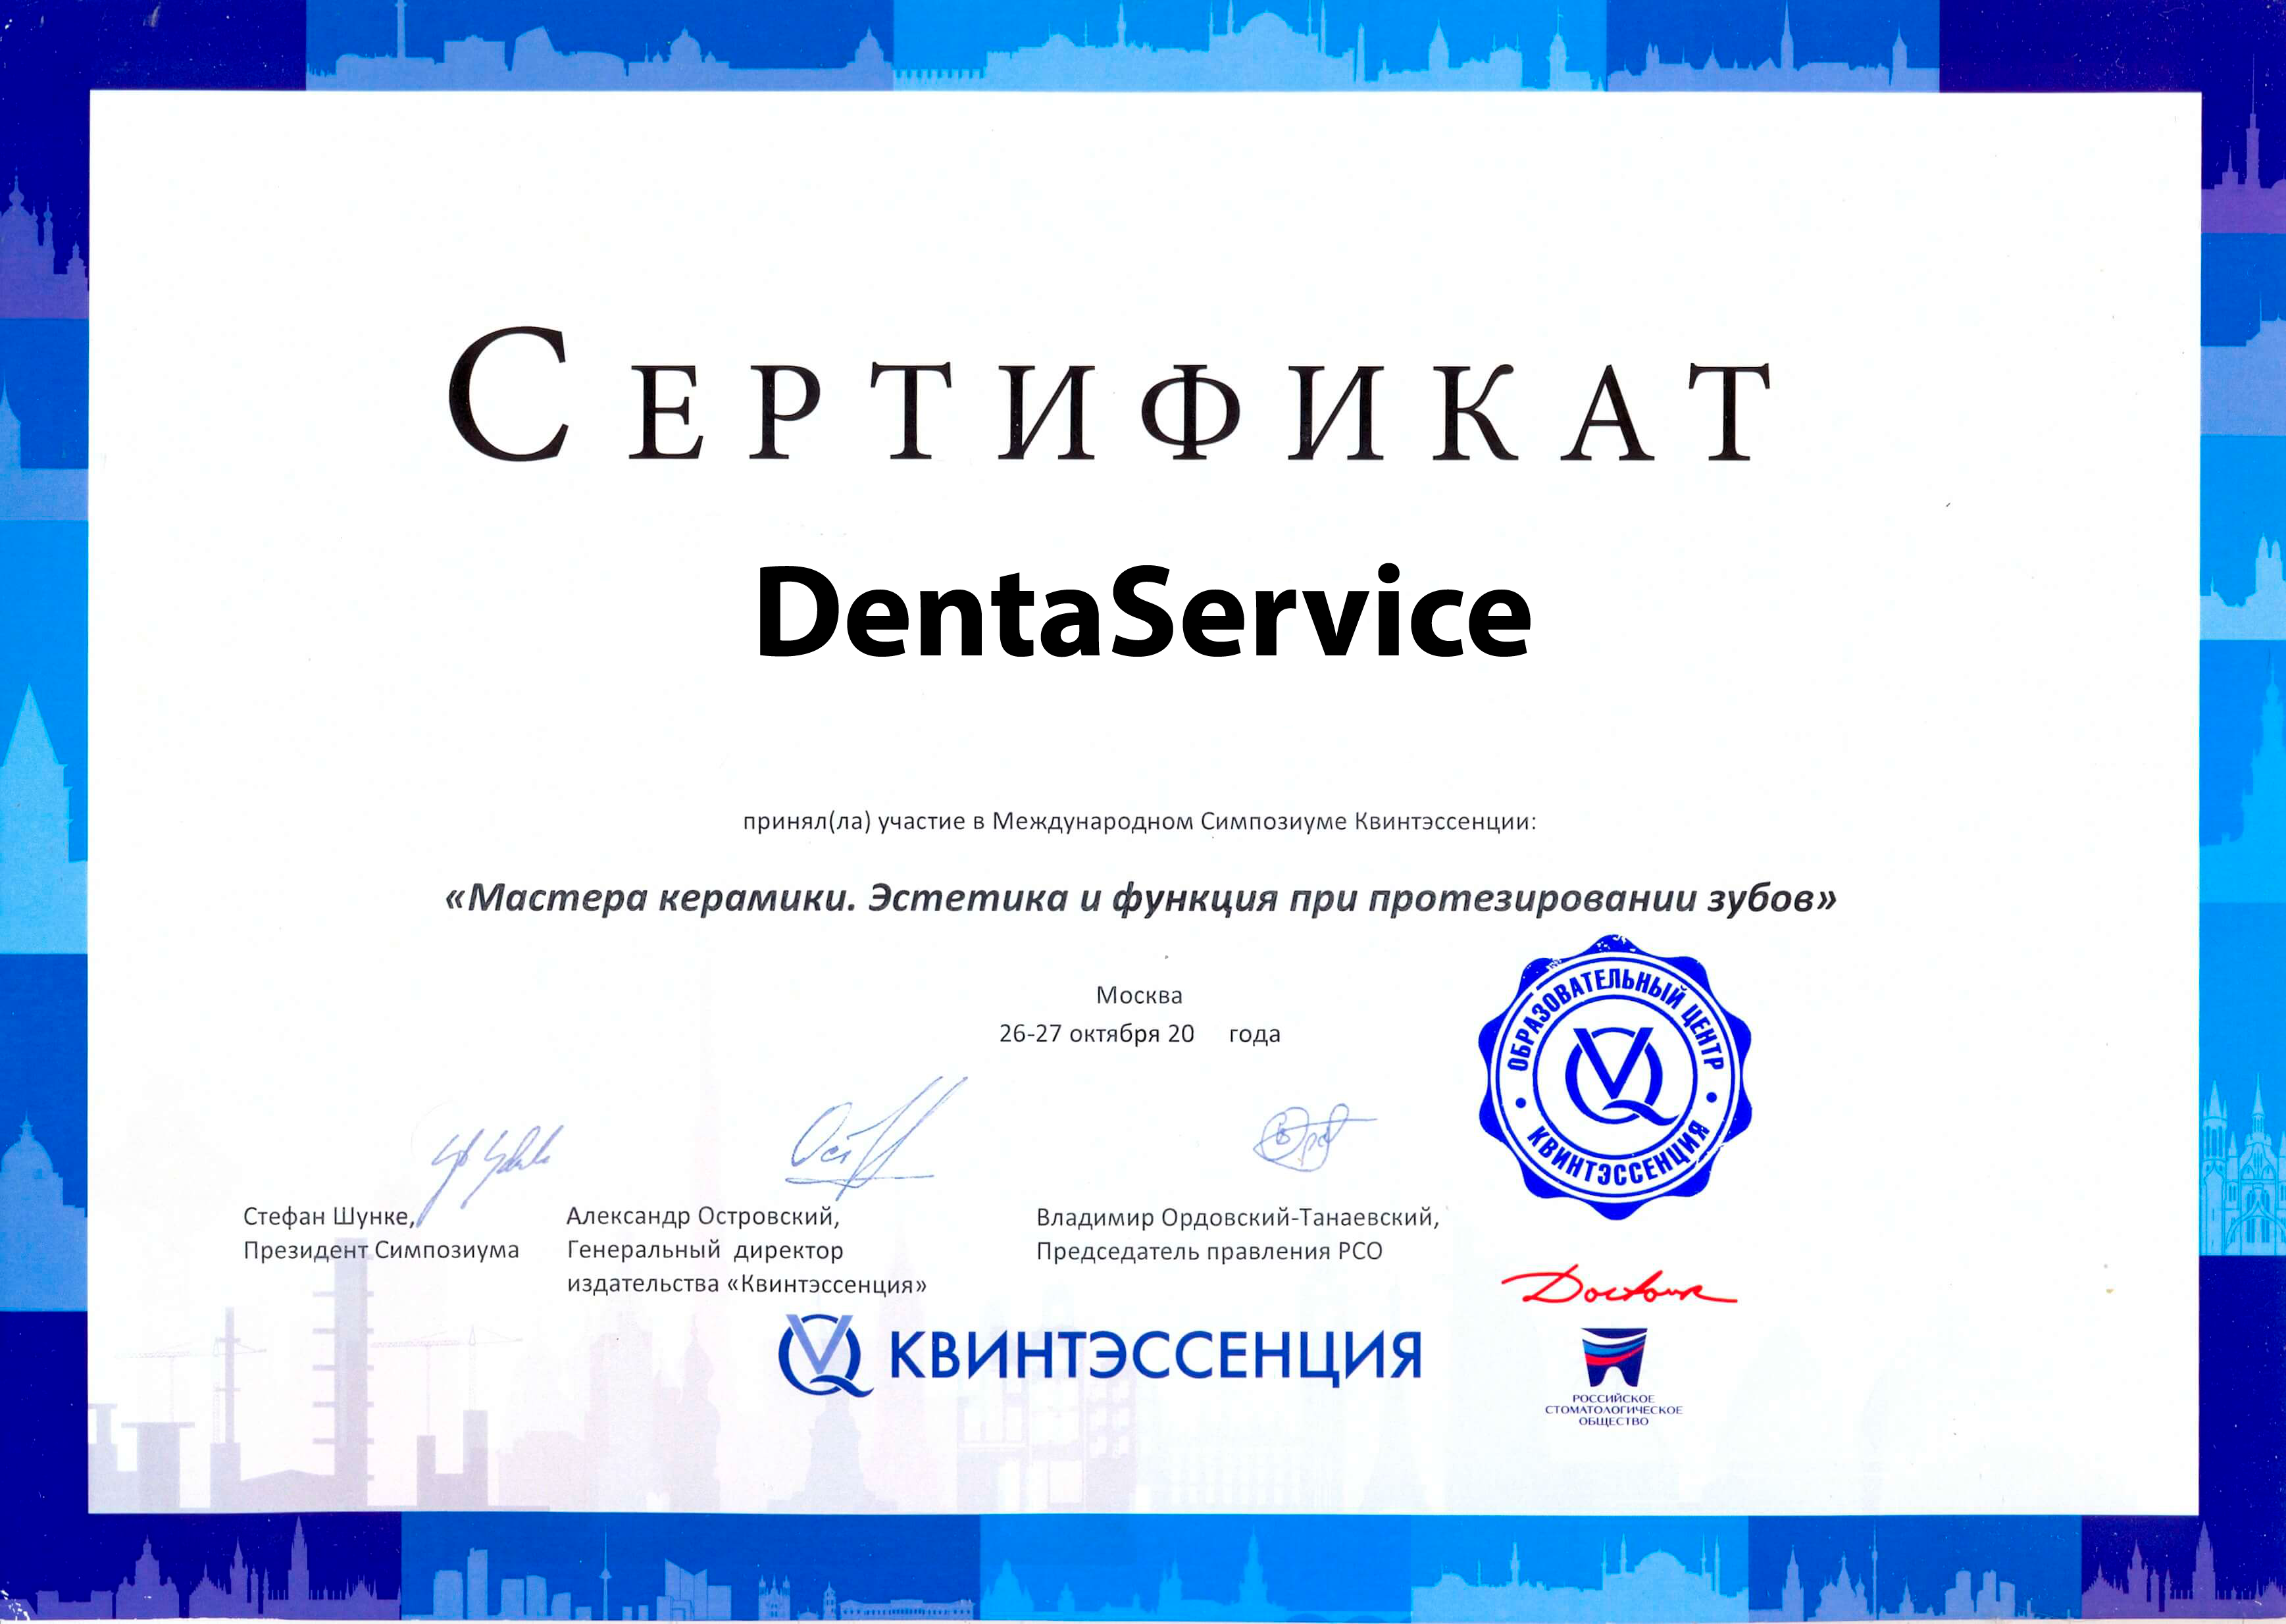 СЕРТИФИКАТ
DentaService
принял(ла) участие в Международном Симпозиуме Квинтэссенции:
«Мастера керамики. Эстетика и функция при протезировании зубов»
Москва
26-27 октября 20 года
ОБРАЗОВАТЕЛЬНЫЙ ЦЕНТР
VQ
КВИНТЭССЕНЦИЯ
Стефан Шунке,
Президент Симпозиума
Александр Островский,
Генеральный директор
издательства «Квинтэссенция»
Владимир Ордовский-Танаевский,
Председатель правления РСО
VQ КВИНТЭССЕНЦИЯ
РОССИЙСКОЕ
СТОМАТОЛОГИЧЕСКОЕ
ОБЩЕСТВО